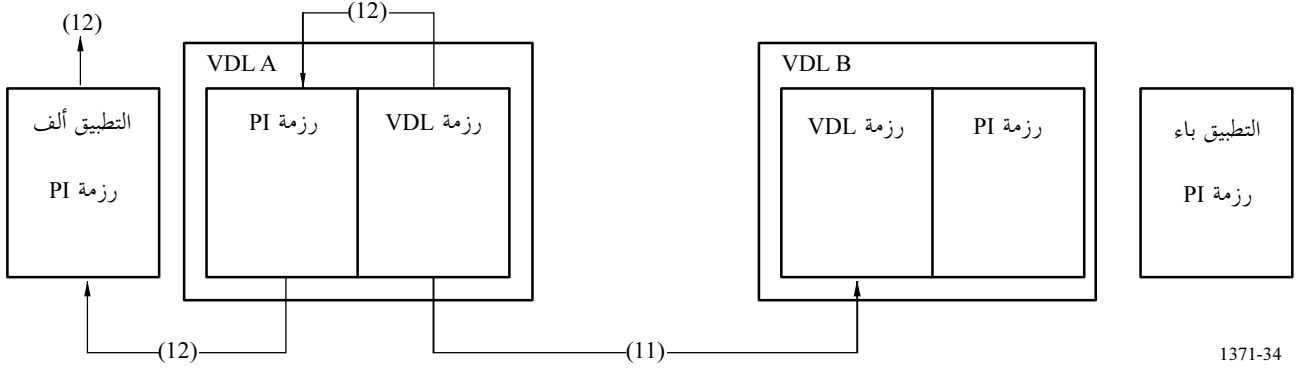 (12)
(12)
VDL A
VDL B
التطبيق ألف
رزمة PI
رزمة PI
رزمة VDL
رزمة VDL
رزمة PI
التطبيق باء
رزمة PI
(12)
(11)
1371-34